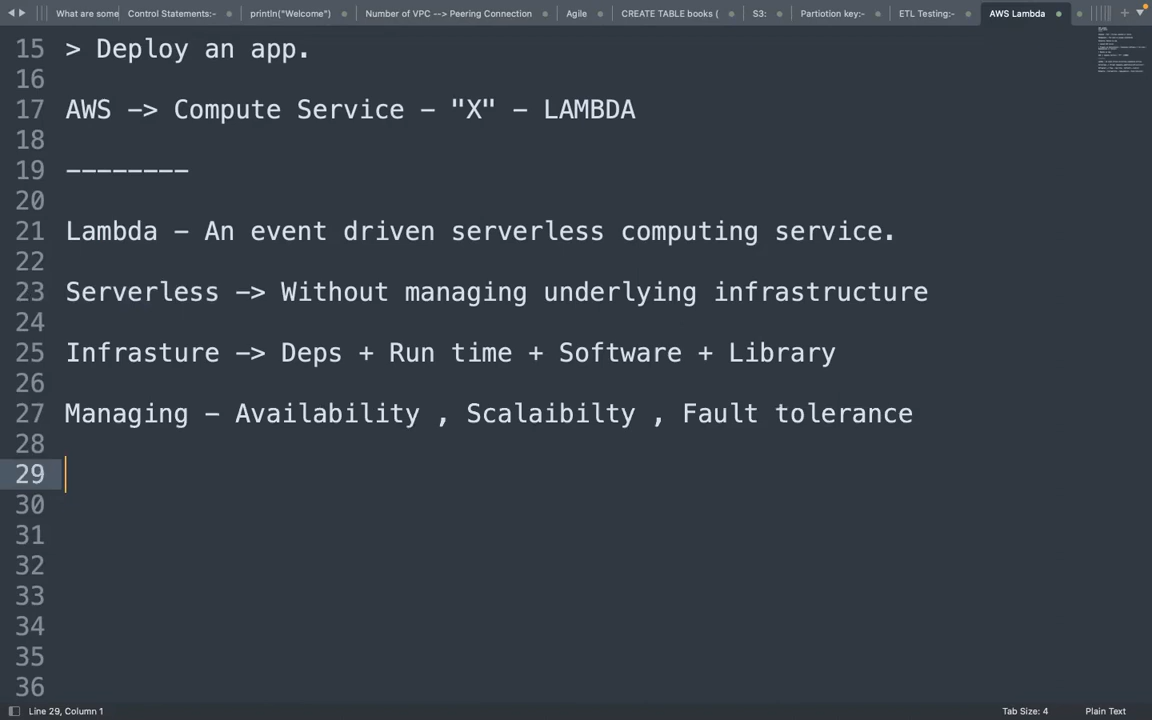 What are some
Control Statements:-
println("Welcome")
Number of VPC --> Peering Connection
Agile
CREATE TABLE books (
S3:
Partiotion key:-
ETL Testing:-
AWS Lambda
15 > Deploy an app.
16
17 AWS -> Compute Service - "X" - LAMBDA
18
19 --------
20
21 Lambda - An event driven serverless computing service.
22
23 Serverless -> Without managing underlying infrastructure
24
25 Infrasture -> Deps + Run time + Software + Library
26
27 Managing - Availability , Scalaibilty , Fault tolerance
28
29
30
31
32
33
34
35
36
Line 29, Column 1
Tab Size: 4
Plain Text